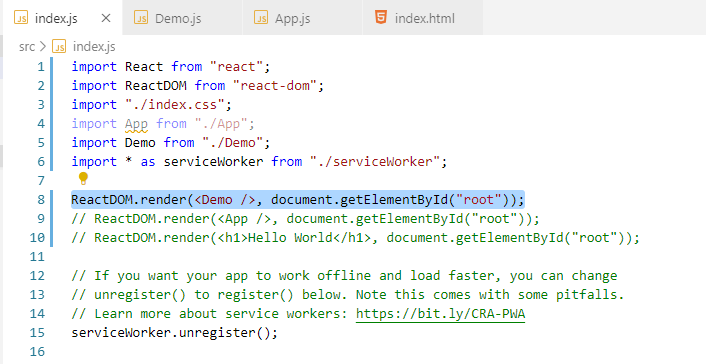 JS index.js × JS Demo.js JS App.js 5 index.html
src > JS index.js
1 import React from "react";
2 import ReactDOM from "react-dom";
3 import "./index.css";
4 import App from "./App";
5 import Demo from "./Demo";
6 import * as serviceWorker from "./serviceWorker";
7
8 ReactDOM.render(<Demo />, document.getElementById("root"));
9 // ReactDOM.render(<App />, document.getElementById("root"));
10 // ReactDOM.render(<h1>Hello World</h1>, document.getElementById("root"));
11
12 // If you want your app to work offline and load faster, you can change
13 // unregister() to register() below. Note this comes with some pitfalls.
14 // Learn more about service workers: https://bit.ly/CRA-PWA
15 serviceWorker.unregister();
16